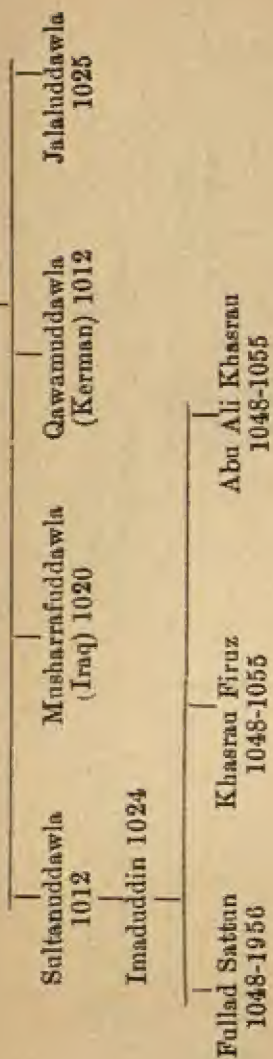 Sultanuddawla
1012
Musharrafuddawla
(Iraq) 1020
Qawamuddawla
(Kerman) 1012
Jalaluddawla
1025
Imaduddin 1024
Fullad Sattun
1048-1956
Khasrau Firuz
1048-1055
Abu Ali Khasrau
1048-1055